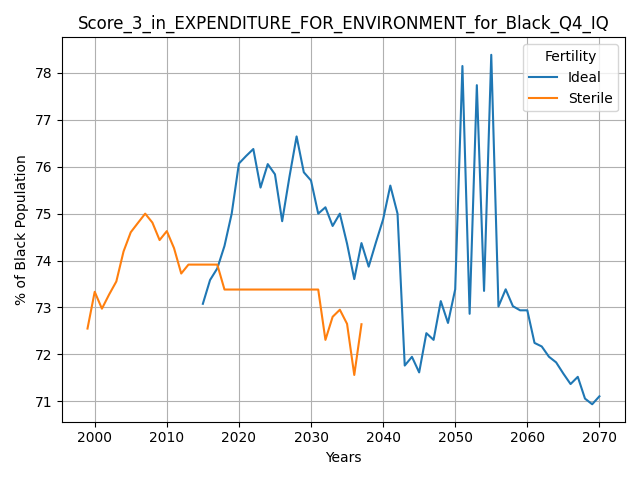 Score_3_in_EXPENDITURE_FOR_ENVIRONMENT_for_Black_Q4_IQ
Fertility
Ideal
Sterile
% of Black Population
78
77
76
75
74
73
72
71
2000 2010 2020 2030 2040 2050 2060 2070
Years